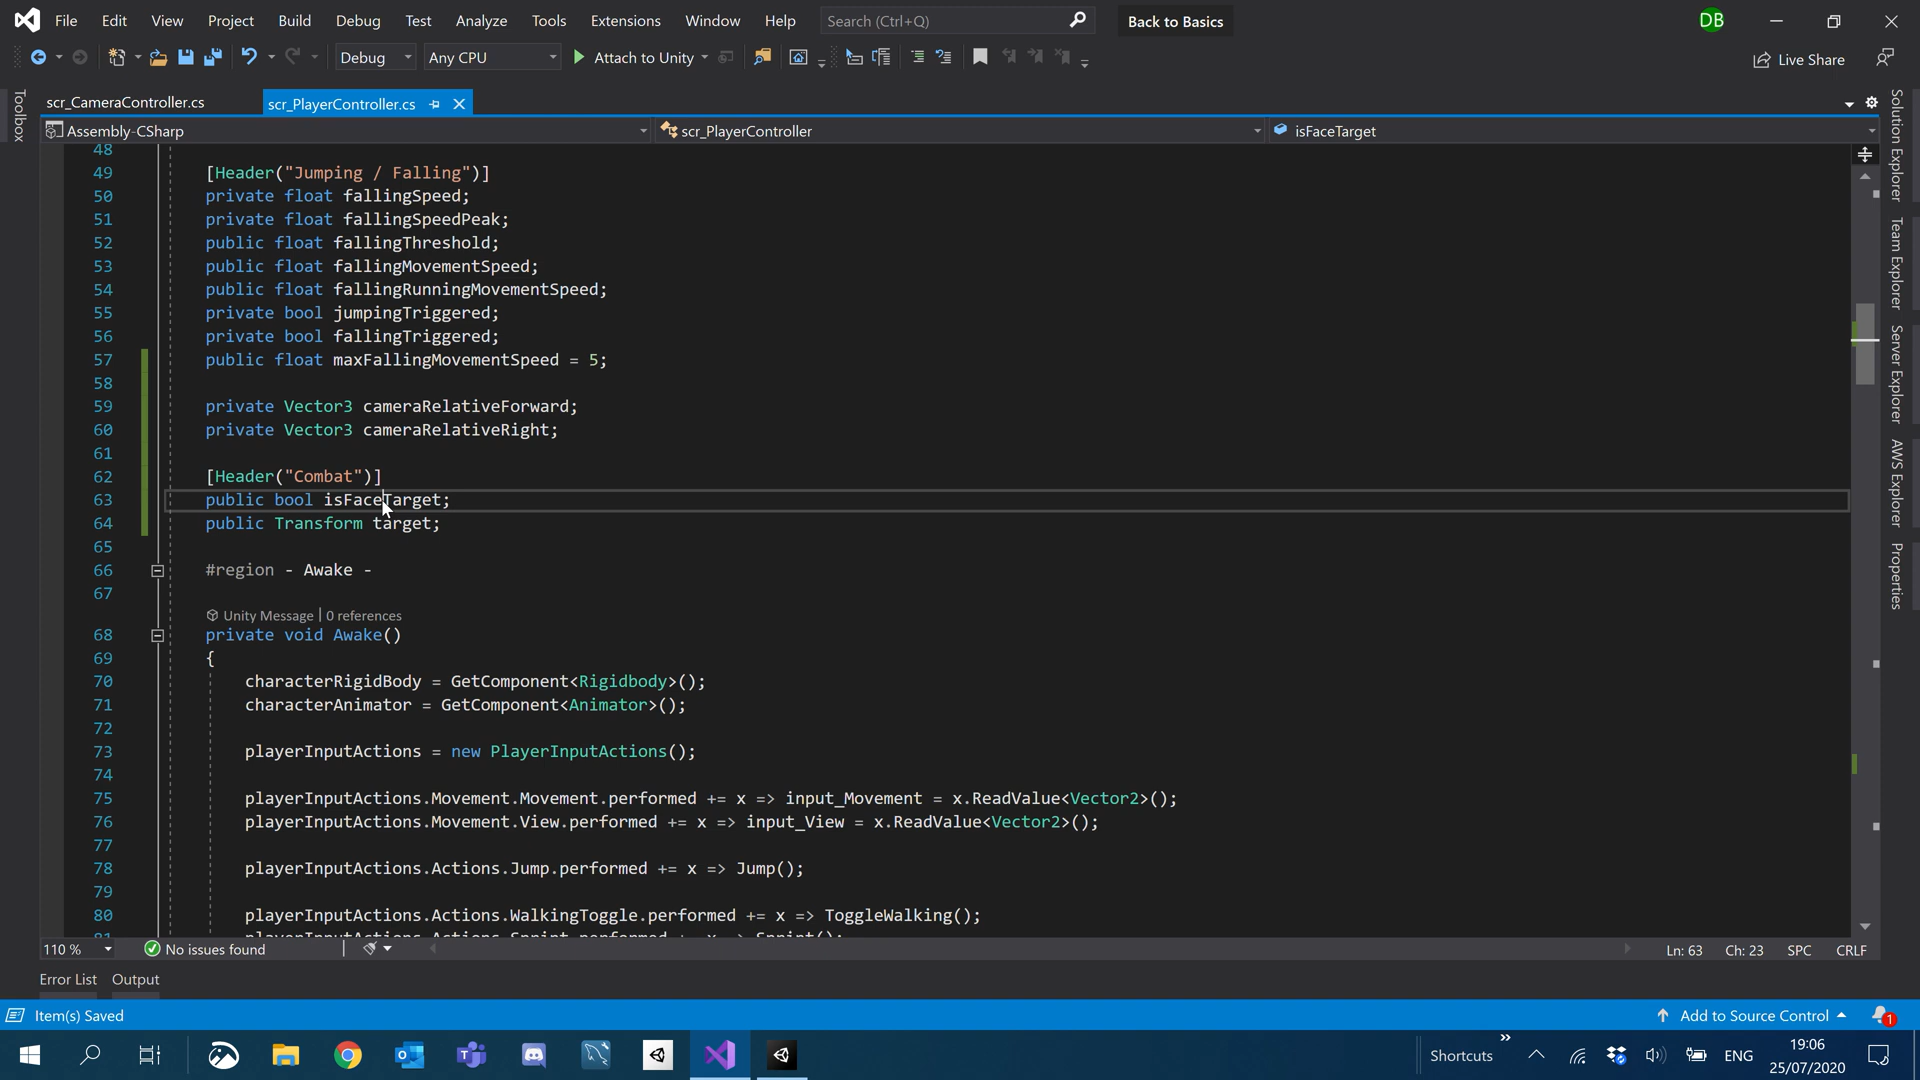 File Edit View Project Build Debug Test Analyze Tools Extensions Window Help Search (Ctrl+Q) Back to Basics DB
Debug Any CPU Attach to Unity Live Share
Toolbox
scr_CameraController.cs scr_PlayerController.cs
Assembly-CSharp scr_PlayerController isFaceTarget
48
49 [Header("Jumping / Falling")]
50 private float fallingSpeed;
51 private float fallingSpeedPeak;
52 public float fallingThreshold;
53 public float fallingMovementSpeed;
54 public float fallingRunningMovementSpeed;
55 private bool jumpingTriggered;
56 private bool fallingTriggered;
57 public float maxFallingMovementSpeed = 5;
58
59 private Vector3 cameraRelativeForward;
60 private Vector3 cameraRelativeRight;
61
62 [Header("Combat")]
63 public bool isFaceTarget;
64 public Transform target;
65
66 #region - Awake -
67
Unity Message | 0 references
68 private void Awake()
69 {
70 characterRigidBody = GetComponent<Rigidbody>();
71 characterAnimator = GetComponent<Animator>();
72
73 playerInputActions = new PlayerInputActions();
74
75 playerInputActions.Movement.Movement.performed += x => input_Movement = x.ReadValue<Vector2>();
76 playerInputActions.Movement.View.performed += x => input_View = x.ReadValue<Vector2>();
77
78 playerInputActions.Actions.Jump.performed += x => Jump();
79
80 playerInputActions.Actions.WalkingToggle.performed += x => ToggleWalking();
81 playerInputActions.Actions.Sprint.performed += x => Sprint();
Solution Explorer
Team Explorer
Server Explorer
AWS Explorer
Properties
110 % No issues found Ln: 63 Ch: 23 SPC CRLF
Error List Output
Item(s) Saved Add to Source Control 1
Shortcuts ENG 19:06
25/07/2020